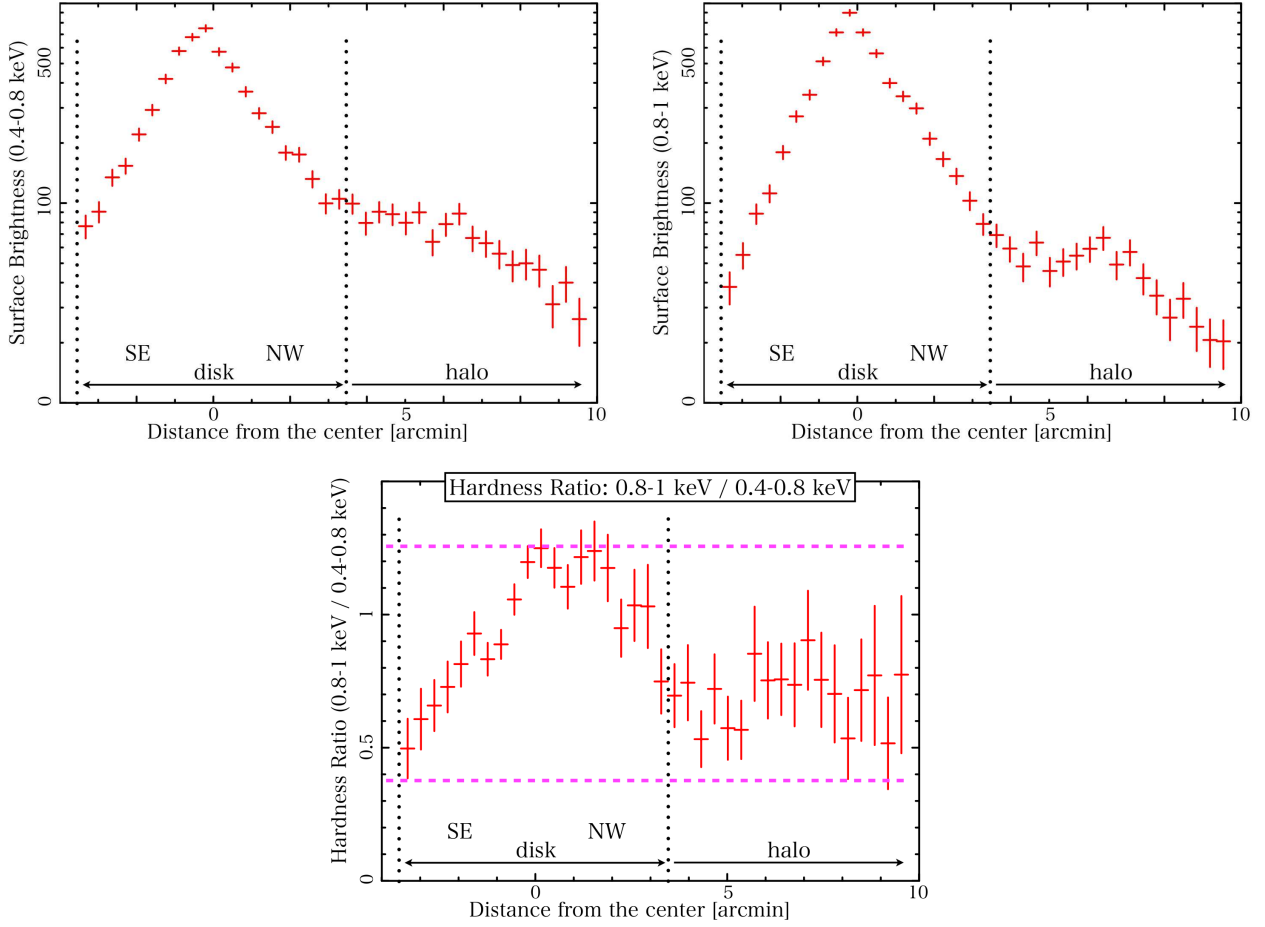 Surface Brightness (0.4-0.8 keV)
500
100
0
SE
NW
disk
halo
0
5
10
Distance from the center [arcmin]
Surface Brightness (0.8-1 keV)
500
100
0
SE
NW
disk
halo
0
5
10
Distance from the center [arcmin]
Hardness Ratio: 0.8-1 keV / 0.4-0.8 keV
Hardness Ratio (0.8-1 keV / 0.4-0.8 keV)
1
0.5
0
SE
NW
disk
halo
0
5
10
Distance from the center [arcmin]